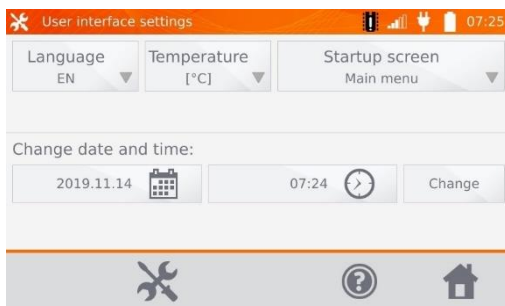 User interface settings 07:25
Language Temperature Startup screen
EN [°C] Main menu
Change date and time:
2019.11.14 07:24 Change